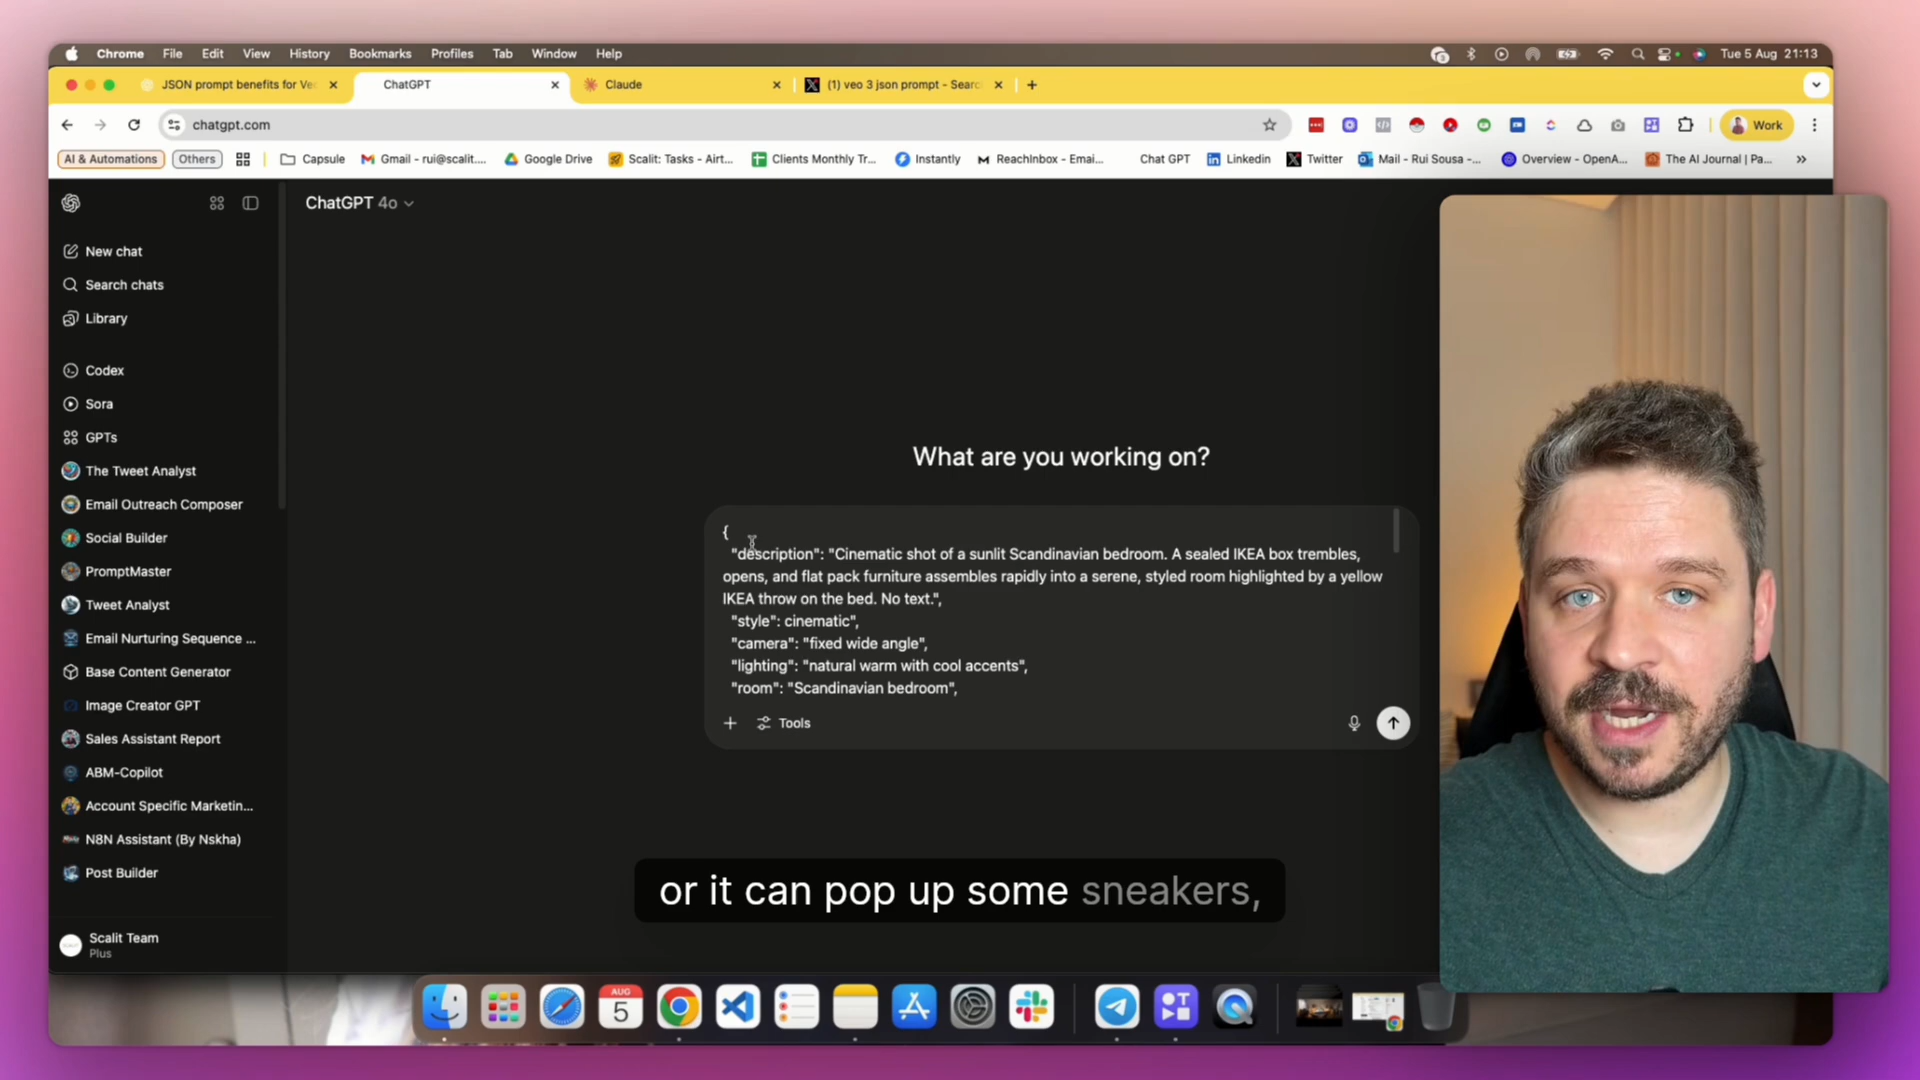 Chrome File Edit View History Bookmarks Profiles Tab Window Help
Tue 5 Aug 21:13
JSON prompt benefits for Ve
ChatGPT
Claude
(1) veo 3 json prompt - Searc
chatgpt.com
Work
AI & Automations
Others
Capsule
Gmail - rui@scalit....
Google Drive
Scalit: Tasks - Airt...
Clients Monthly Tr...
Instantly
ReachInbox - Emai...
Chat GPT
Linkedin
Twitter
Mail - Rui Sousa -...
Overview - OpenA...
The AI Journal | Pa...
ChatGPT 4o
New chat
Search chats
Library
Codex
Sora
GPTs
The Tweet Analyst
Email Outreach Composer
Social Builder
PromptMaster
Tweet Analyst
Email Nurturing Sequence ...
Base Content Generator
Image Creator GPT
Sales Assistant Report
ABM-Copilot
Account Specific Marketin...
N8N Assistant (By Nskha)
Post Builder
Scalit Team
Plus
What are you working on?
{
"description": "Cinematic shot of a sunlit Scandinavian bedroom. A sealed IKEA box trembles,
opens, and flat pack furniture assembles rapidly into a serene, styled room highlighted by a yellow
IKEA throw on the bed. No text.",
"style": cinematic",
"camera": "fixed wide angle",
"lighting": "natural warm with cool accents",
"room": "Scandinavian bedroom",
Tools
or it can pop up some sneakers,
AUG
5